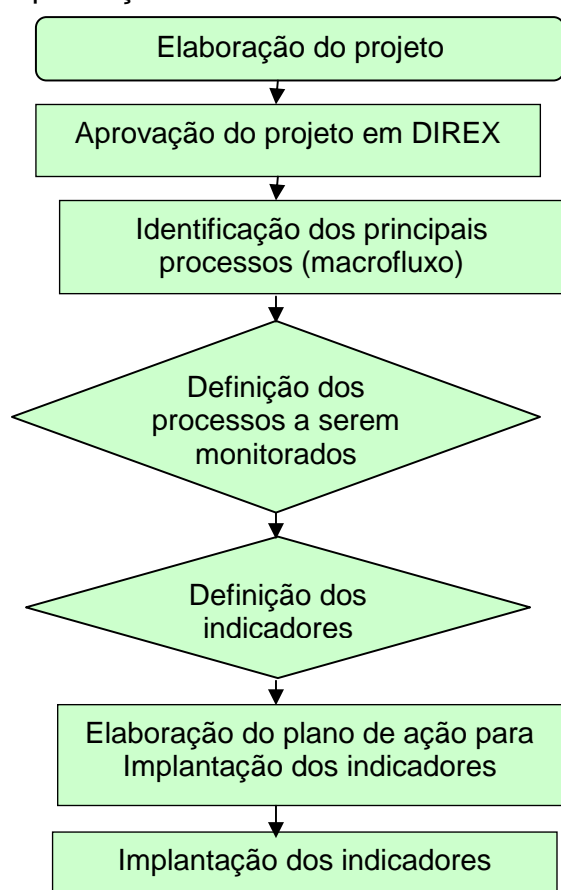 Elaboração do projeto
Aprovação do projeto em DIREX
Identificação dos principais
processos (macrofluxo)
Definição dos
processos a serem
monitorados
Definição dos
indicadores
Elaboração do plano de ação para
Implantação dos indicadores
Implantação dos indicadores